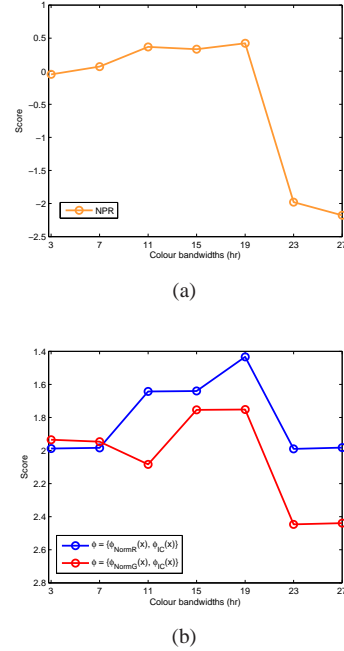 1
0.5
0
−0.5
−1
−1.5
−2
−2.5
Score
NPR
3 7 11 15 19 23 27
Colour bandwidths (hr)
(a)
1.4
1.6
1.8
2
2.2
2.4
2.6
2.8
Score
ϕ = {ϕNormR(x), ϕIC(x)}
ϕ = {ϕNormG(x), ϕIC(x)}
3 7 11 15 19 23 27
Colour bandwidths (hr)
(b)